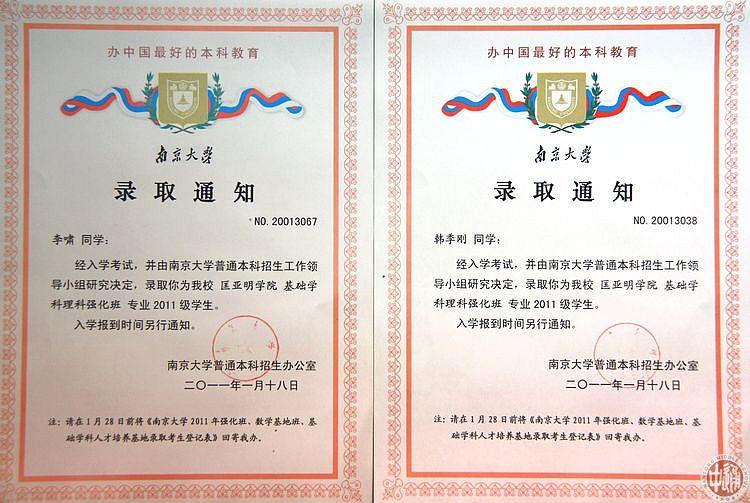 办中国最好的本科教育
南京大学
录取通知
NO. 20013067
李啸 同学:
经入学考试，并由南京大学普通本科招生工作领
导小组研究决定，录取你为我校 匡亚明学院 基础学
科理科强化班 专业 2011 级学生。
入学报到时间另行通知。
南京大学普通本科招生办公室
二〇一一年一月十八日
注: 请在 1 月 28 日前将《南京大学 2011 年强化班、数学基地班、基
础学科人才培养基地录取考生登记表》回寄我办。
办中国最好的本科教育
南京大学
录取通知
NO. 20013038
韩季刚 同学:
经入学考试，并由南京大学普通本科招生工作领
导小组研究决定，录取你为我校 匡亚明学院 基础学
科理科强化班 专业 2011 级学生。
入学报到时间另行通知。
南京大学普通本科招生办公室
二〇一一年一月十八日
注: 请在 1 月 28 日前将《南京大学 2011 年强化班、数学基地班、基
础学科人才培养基地录取考生登记表》回寄我办。